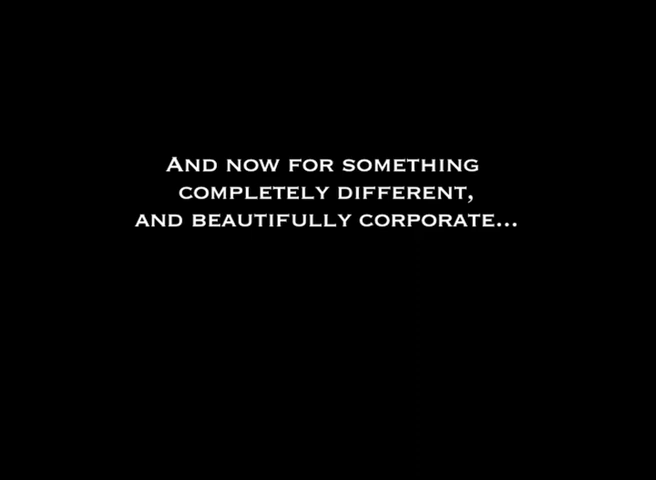 And now for something
completely different,
and beautifully corporate...